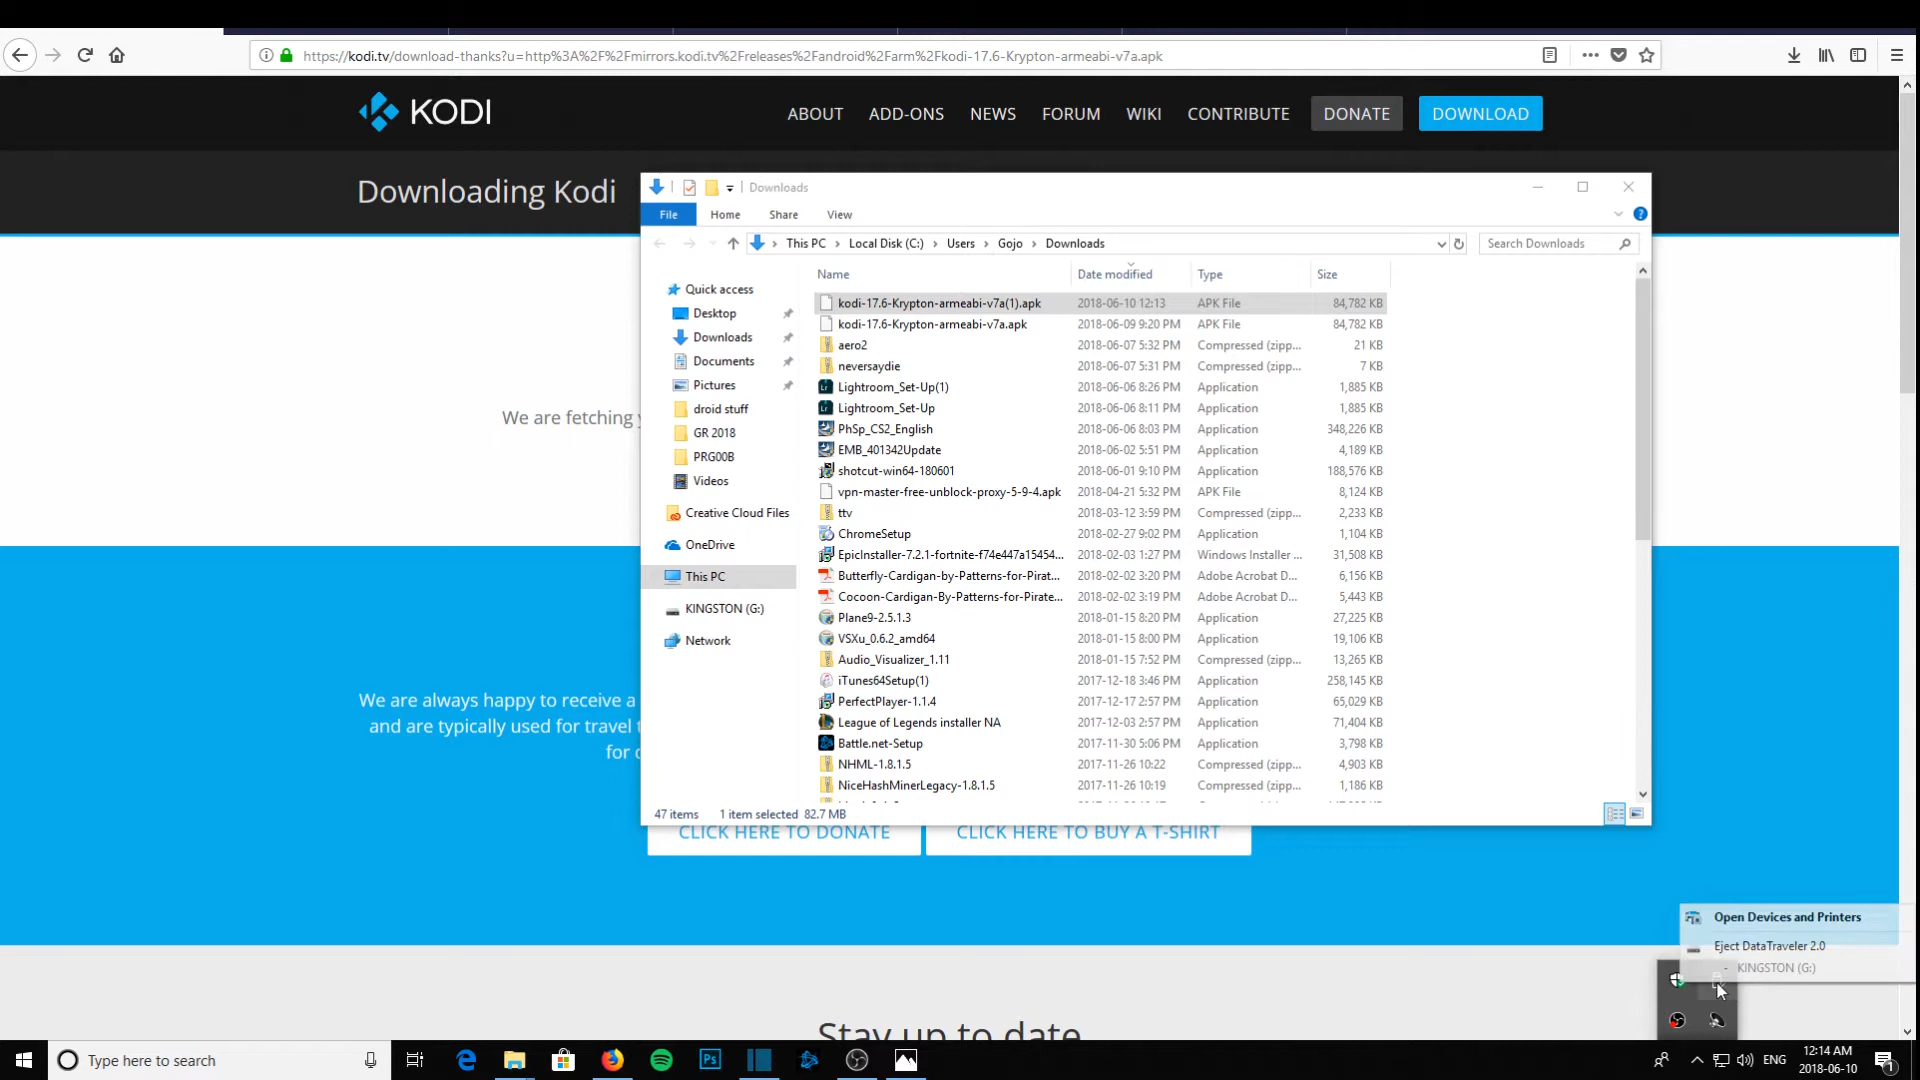 https://kodi.tv/download-thanks?u=http%3A%2F%2Fmirrors.kodi.tv%2Freleases%2Fandroid%2Farm%2Fkodi-17.6-Krypton-armeabi-v7a.apk
KODI
ABOUT ADD-ONS NEWS FORUM WIKI CONTRIBUTE DONATE DOWNLOAD
Downloading Kodi
Downloads
File Home Share View
This PC Local Disk (C:) Users Gojo Downloads
Search Downloads
Name Date modified Type Size
Quick access
Desktop
Downloads
Documents
Pictures
droid stuff
GR 2018
PRG00B
Videos
Creative Cloud Files
OneDrive
This PC
KINGSTON (G:)
Network
kodi-17.6-Krypton-armeabi-v7a(1).apk 2018-06-10 12:13 APK File 84,782 KB
kodi-17.6-Krypton-armeabi-v7a.apk 2018-06-09 9:20 PM APK File 84,782 KB
aero2 2018-06-07 5:32 PM Compressed (zipp... 21 KB
neversaydie 2018-06-07 5:31 PM Compressed (zipp... 7 KB
Lightroom_Set-Up(1) 2018-06-06 8:26 PM Application 1,885 KB
Lightroom_Set-Up 2018-06-06 8:11 PM Application 1,885 KB
PhSp_CS2_English 2018-06-06 8:03 PM Application 348,226 KB
EMB_401342Update 2018-06-02 5:51 PM Application 4,189 KB
shotcut-win64-180601 2018-06-01 9:10 PM Application 188,576 KB
vpn-master-free-unblock-proxy-5-9-4.apk 2018-04-21 5:32 PM APK File 8,124 KB
ttv 2018-03-12 3:59 PM Compressed (zipp... 2,233 KB
ChromeSetup 2018-02-27 9:02 PM Application 1,104 KB
EpicInstaller-7.2.1-fortnite-f74e447a15454... 2018-02-03 1:27 PM Windows Installer ... 31,508 KB
Butterfly-Cardigan-by-Patterns-for-Pirat... 2018-02-02 3:20 PM Adobe Acrobat D... 6,156 KB
Cocoon-Cardigan-By-Patterns-for-Pirate... 2018-02-02 3:19 PM Adobe Acrobat D... 5,443 KB
Plane9-2.5.1.3 2018-01-15 8:20 PM Application 27,225 KB
VSXu_0.6.2_amd64 2018-01-15 8:00 PM Application 19,106 KB
Audio_Visualizer_1.11 2018-01-15 7:52 PM Compressed (zipp... 13,265 KB
iTunes64Setup(1) 2017-12-18 3:46 PM Application 258,145 KB
PerfectPlayer-1.1.4 2017-12-17 2:57 PM Application 65,029 KB
League of Legends installer NA 2017-12-03 2:57 PM Application 71,404 KB
Battle.net-Setup 2017-11-30 5:06 PM Application 3,798 KB
NHML-1.8.1.5 2017-11-26 10:22 Compressed (zipp... 4,903 KB
NiceHashMinerLegacy-1.8.1.5 2017-11-26 10:19 Compressed (zipp... 1,186 KB
47 items 1 item selected 82.7 MB
We are fetching
We are always happy to receive a
and are typically used for travel
for
CLICK HERE TO DONATE CLICK HERE TO BUY A T-SHIRT
Stay up to date
Open Devices and Printers
Eject DataTraveler 2.0
- KINGSTON (G:)
Type here to search
Ps
ENG
12:14 AM
2018-06-10
1